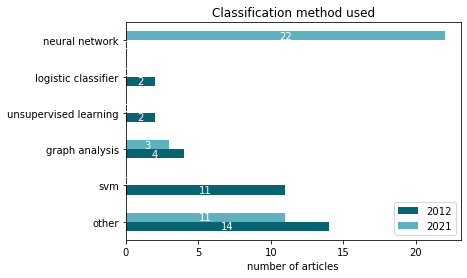 Classification method used
neural network
22
logistic classifier
2
unsupervised learning
2
graph analysis
3
4
svm
11
other
11
14
0
5
10
15
20
number of articles
2012
2021